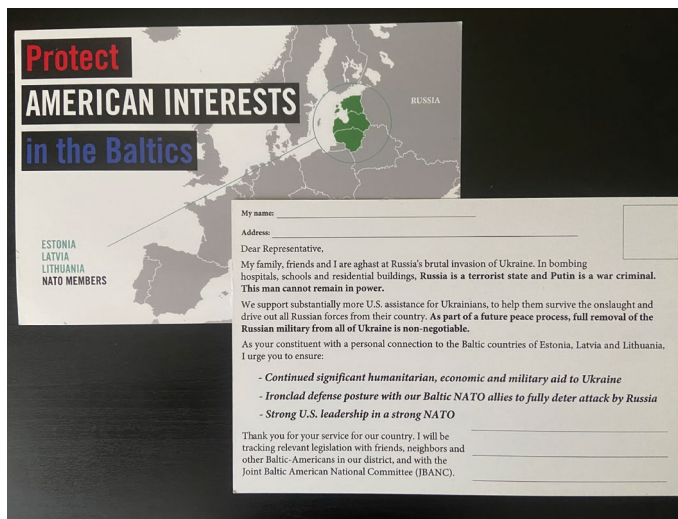 Protect
AMERICAN INTERESTS
in the Baltics
RUSSIA
ESTONIA
LATVIA
LITHUANIA
NATO MEMBERS
My name:
Address:
Dear Representative,
My family, friends and I are aghast at Russia's brutal invasion of Ukraine. In bombing
hospitals, schools and residential buildings, Russia is a terrorist state and Putin is a war criminal.
This man cannot remain in power.
We support substantially more U.S. assistance for Ukrainians, to help them survive the onslaught and
drive out all Russian forces from their country. As part of a future peace process, full removal of the
Russian military from all of Ukraine is non-negotiable.
As your constituent with a personal connection to the Baltic countries of Estonia, Latvia and Lithuania,
I urge you to ensure:
- Continued significant humanitarian, economic and military aid to Ukraine
- Ironclad defense posture with our Baltic NATO allies to fully deter attack by Russia
- Strong U.S. leadership in a strong NATO
Thank you for your service for our country. I will be
tracking relevant legislation with friends, neighbors and
other Baltic-Americans in our district, and with the
Joint Baltic American National Committee (JBANC).